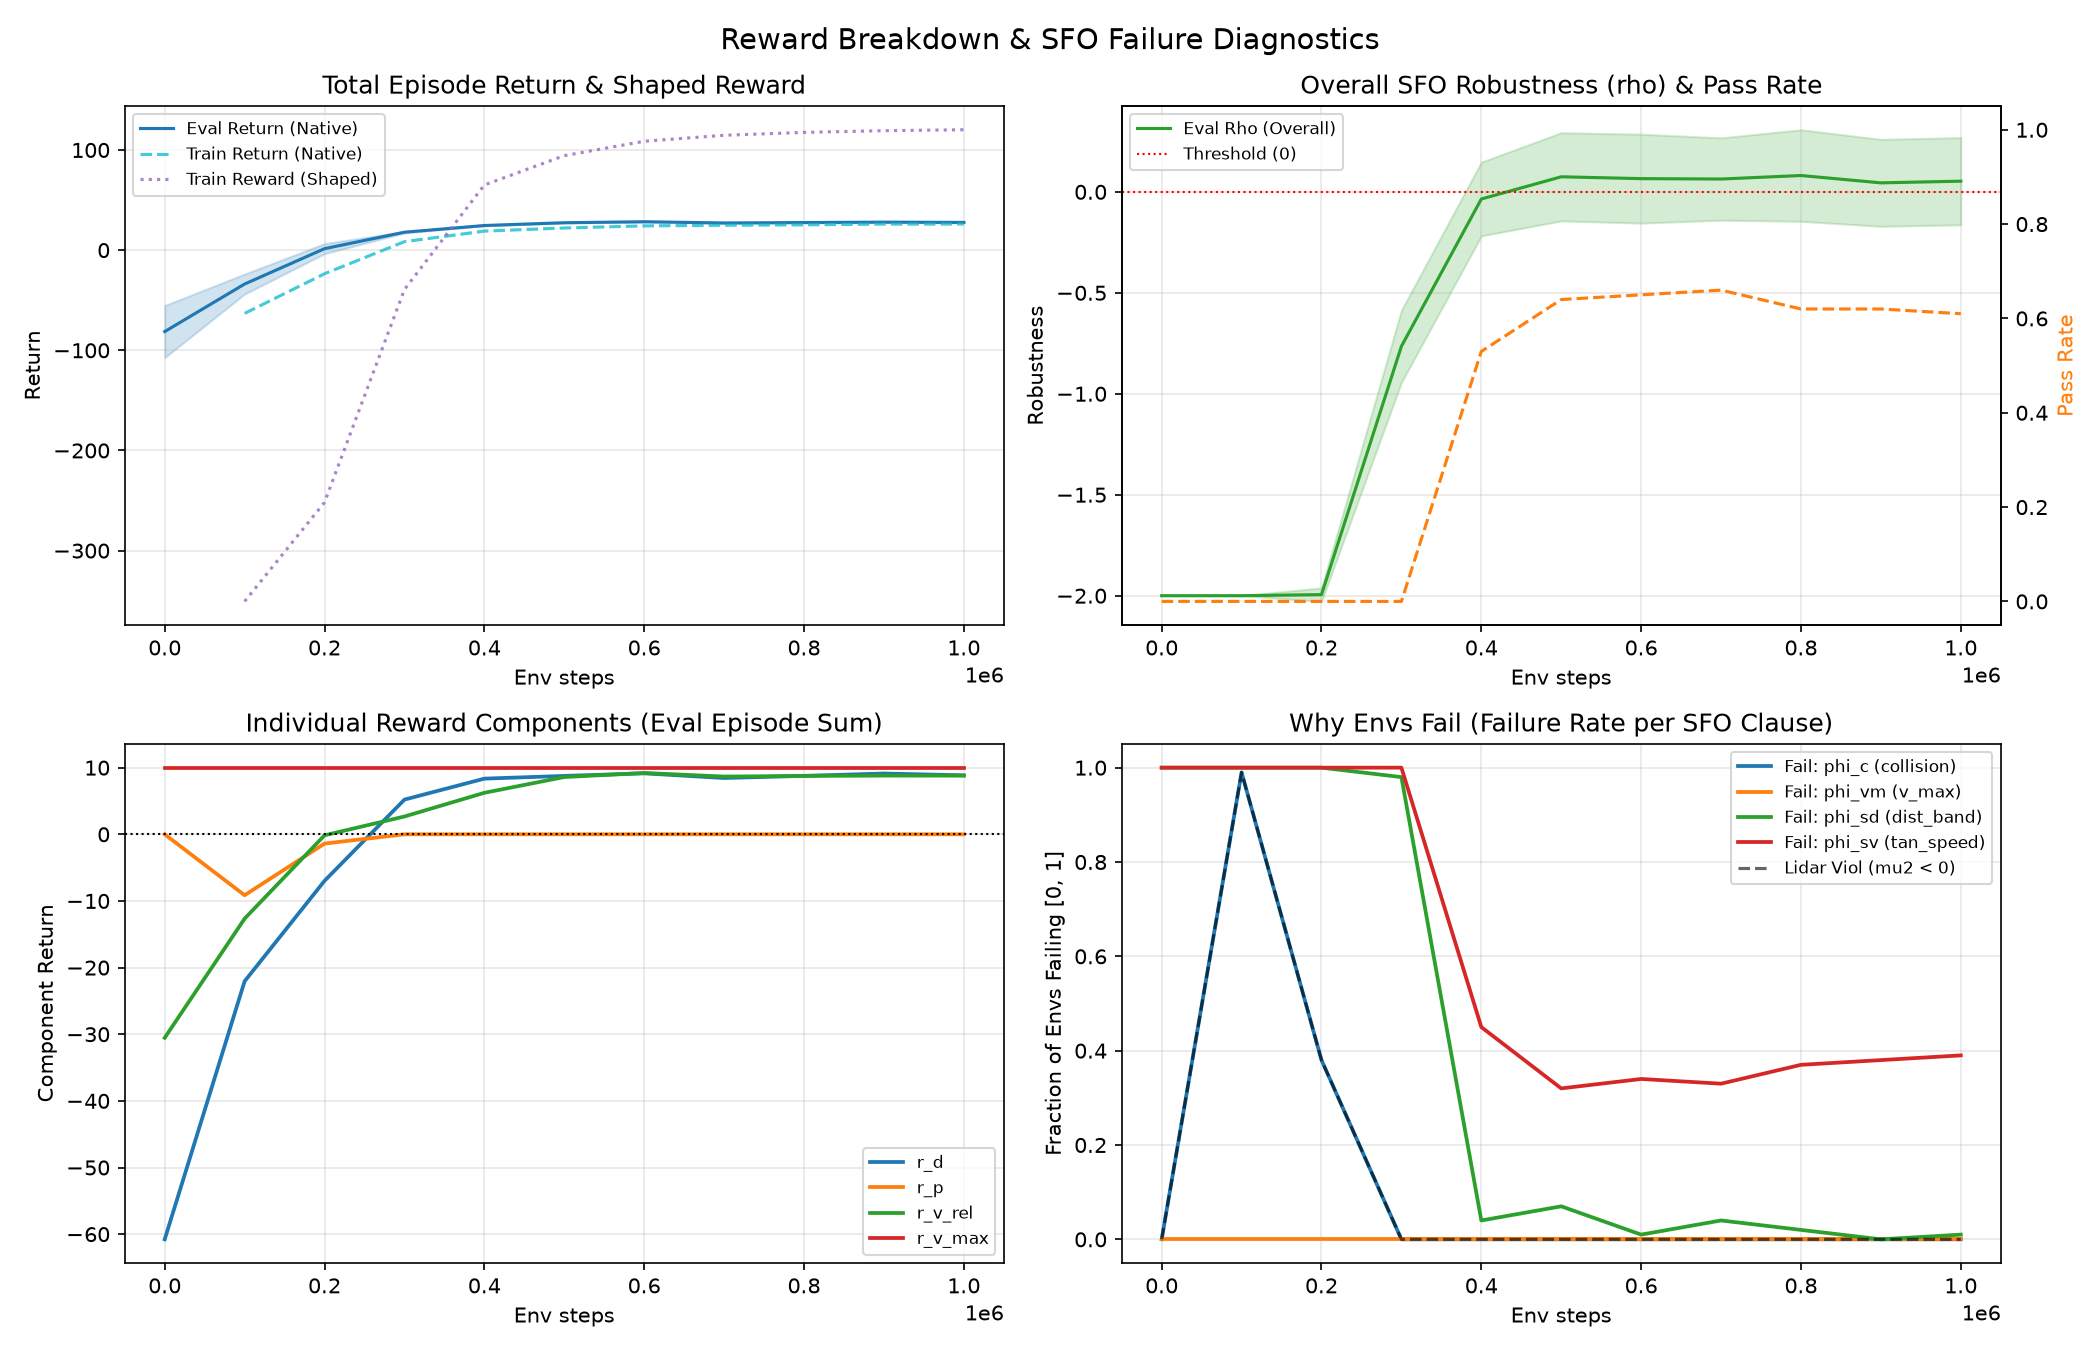 Reward Breakdown & SFO Failure Diagnostics
Total Episode Return & Shaped Reward
Eval Return (Native)
Train Return (Native)
Train Reward (Shaped)
100
0
−100
−200
−300
Return
0.0
0.2
0.4
0.6
0.8
1.0
1e6
Env steps
Overall SFO Robustness (rho) & Pass Rate
Eval Rho (Overall)
Threshold (0)
0.0
−0.5
−1.0
−1.5
−2.0
Robustness
1.0
0.8
0.6
0.4
0.2
0.0
Pass Rate
0.0
0.2
0.4
0.6
0.8
1.0
1e6
Env steps
Individual Reward Components (Eval Episode Sum)
10
0
−10
−20
−30
−40
−50
−60
Component Return
r_d
r_p
r_v_rel
r_v_max
0.0
0.2
0.4
0.6
0.8
1.0
1e6
Env steps
Why Envs Fail (Failure Rate per SFO Clause)
Fail: phi_c (collision)
Fail: phi_vm (v_max)
Fail: phi_sd (dist_band)
Fail: phi_sv (tan_speed)
Lidar Viol (mu2 < 0)
1.0
0.8
0.6
0.4
0.2
0.0
Fraction of Envs Failing [0, 1]
0.0
0.2
0.4
0.6
0.8
1.0
1e6
Env steps